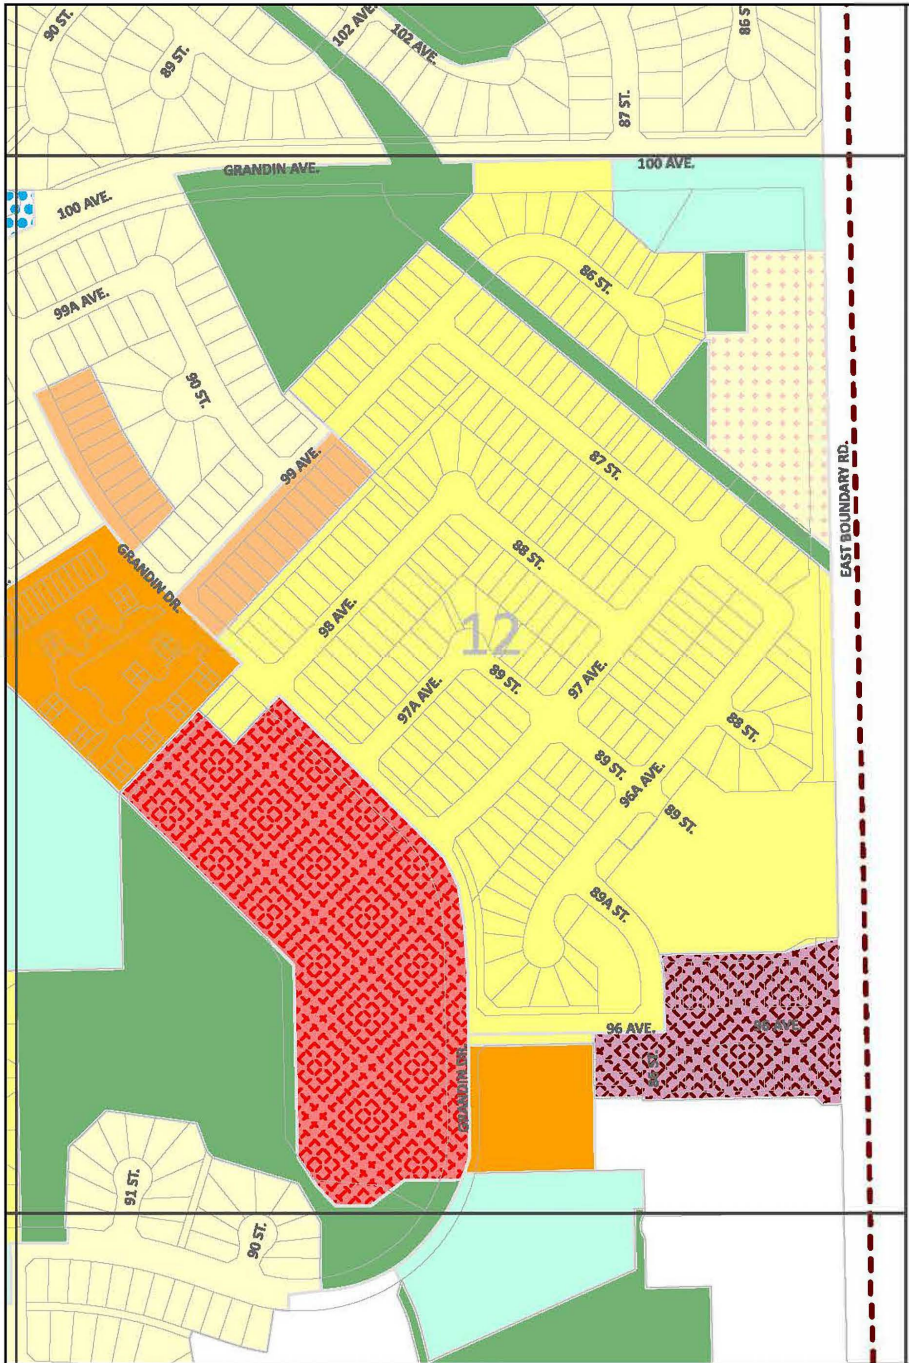 90 ST.
102 AVE.
102 AVE.
86 ST
89 ST.
87 ST.
GRANDIN AVE.
100 AVE.
100 AVE.
86 ST.
99A AVE.
90 ST.
99 AVE.
87 ST.
EAST BOUNDARY RD.
GRANDIN DR.
88 ST.
98 AVE.
12
89 ST.
97 AVE.
97A AVE.
88 ST.
89 ST.
96A AVE.
89 ST.
89A ST.
96 AVE.
96 AVE.
GRANDIN DR.
91 ST.
90 ST.